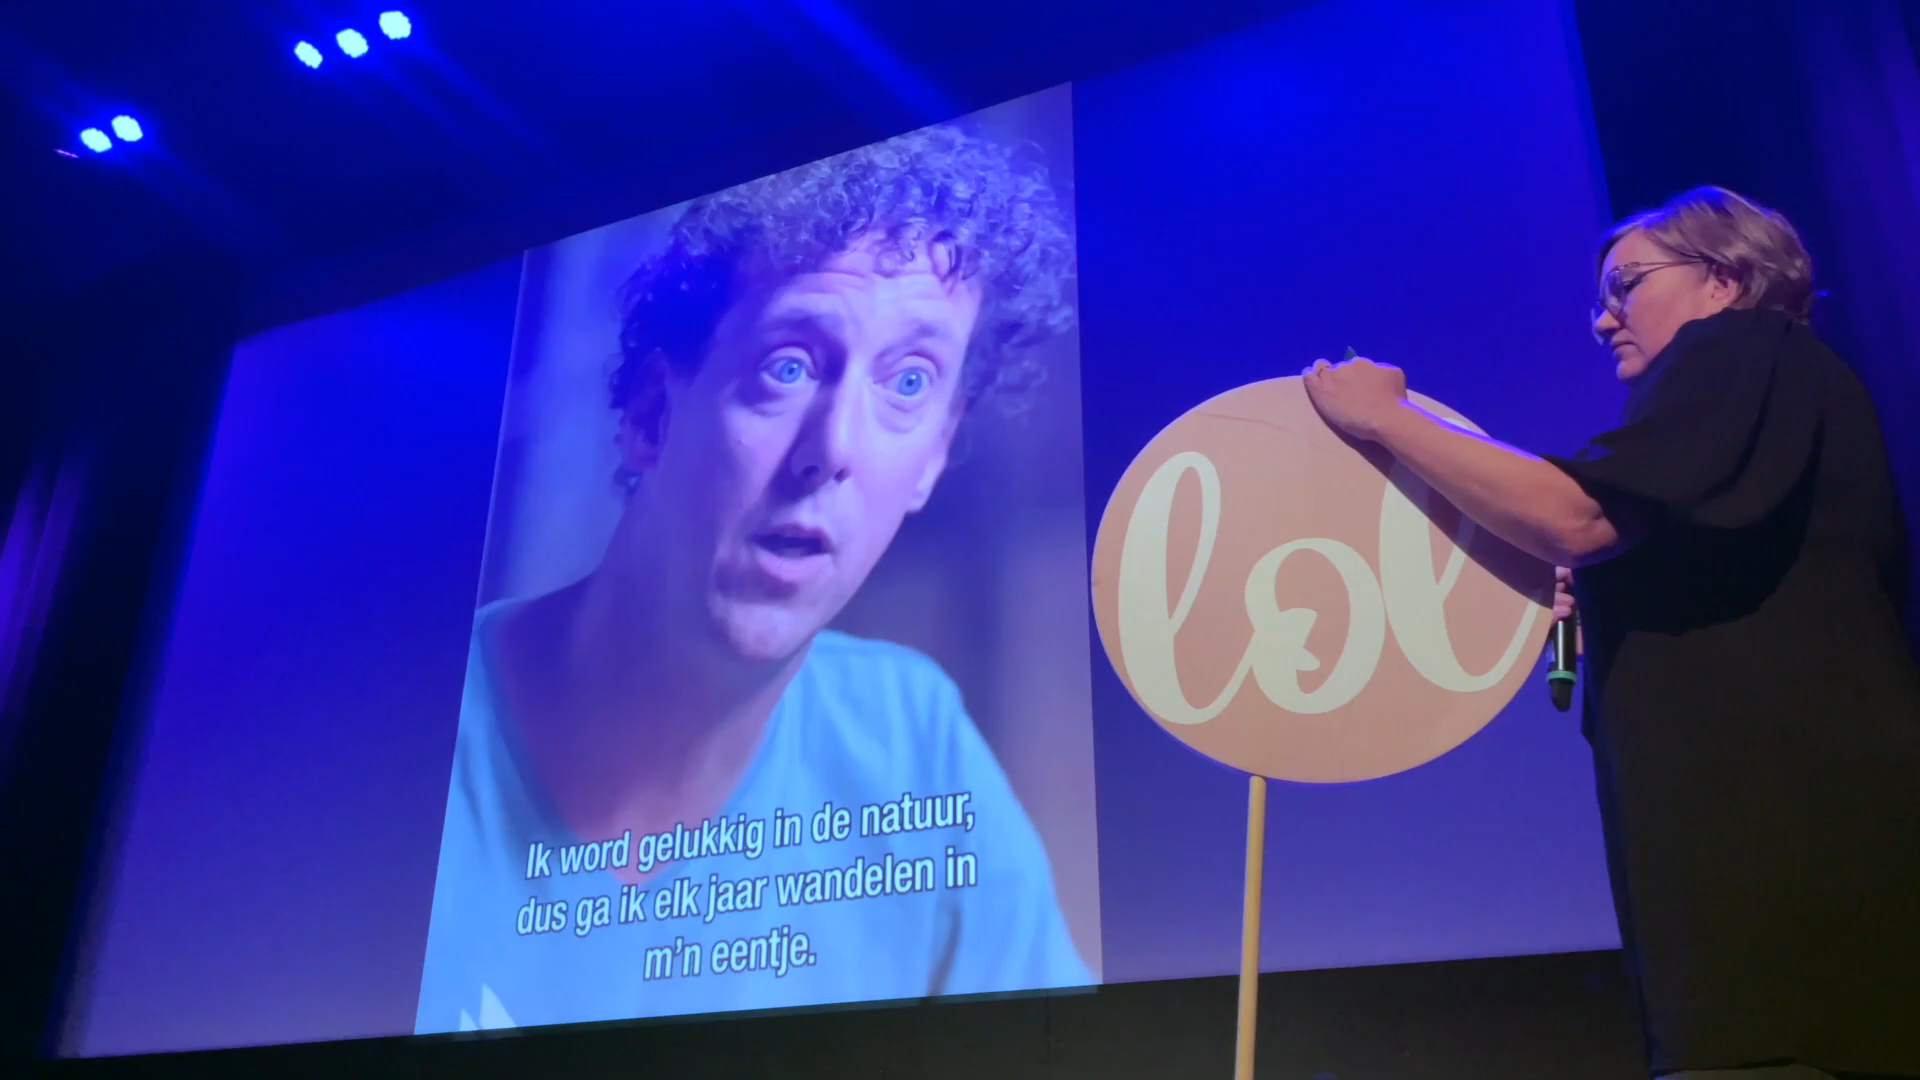 lol
Ik word gelukkig in de natuur,
dus ga ik elk jaar wandelen in
m'n eentje.